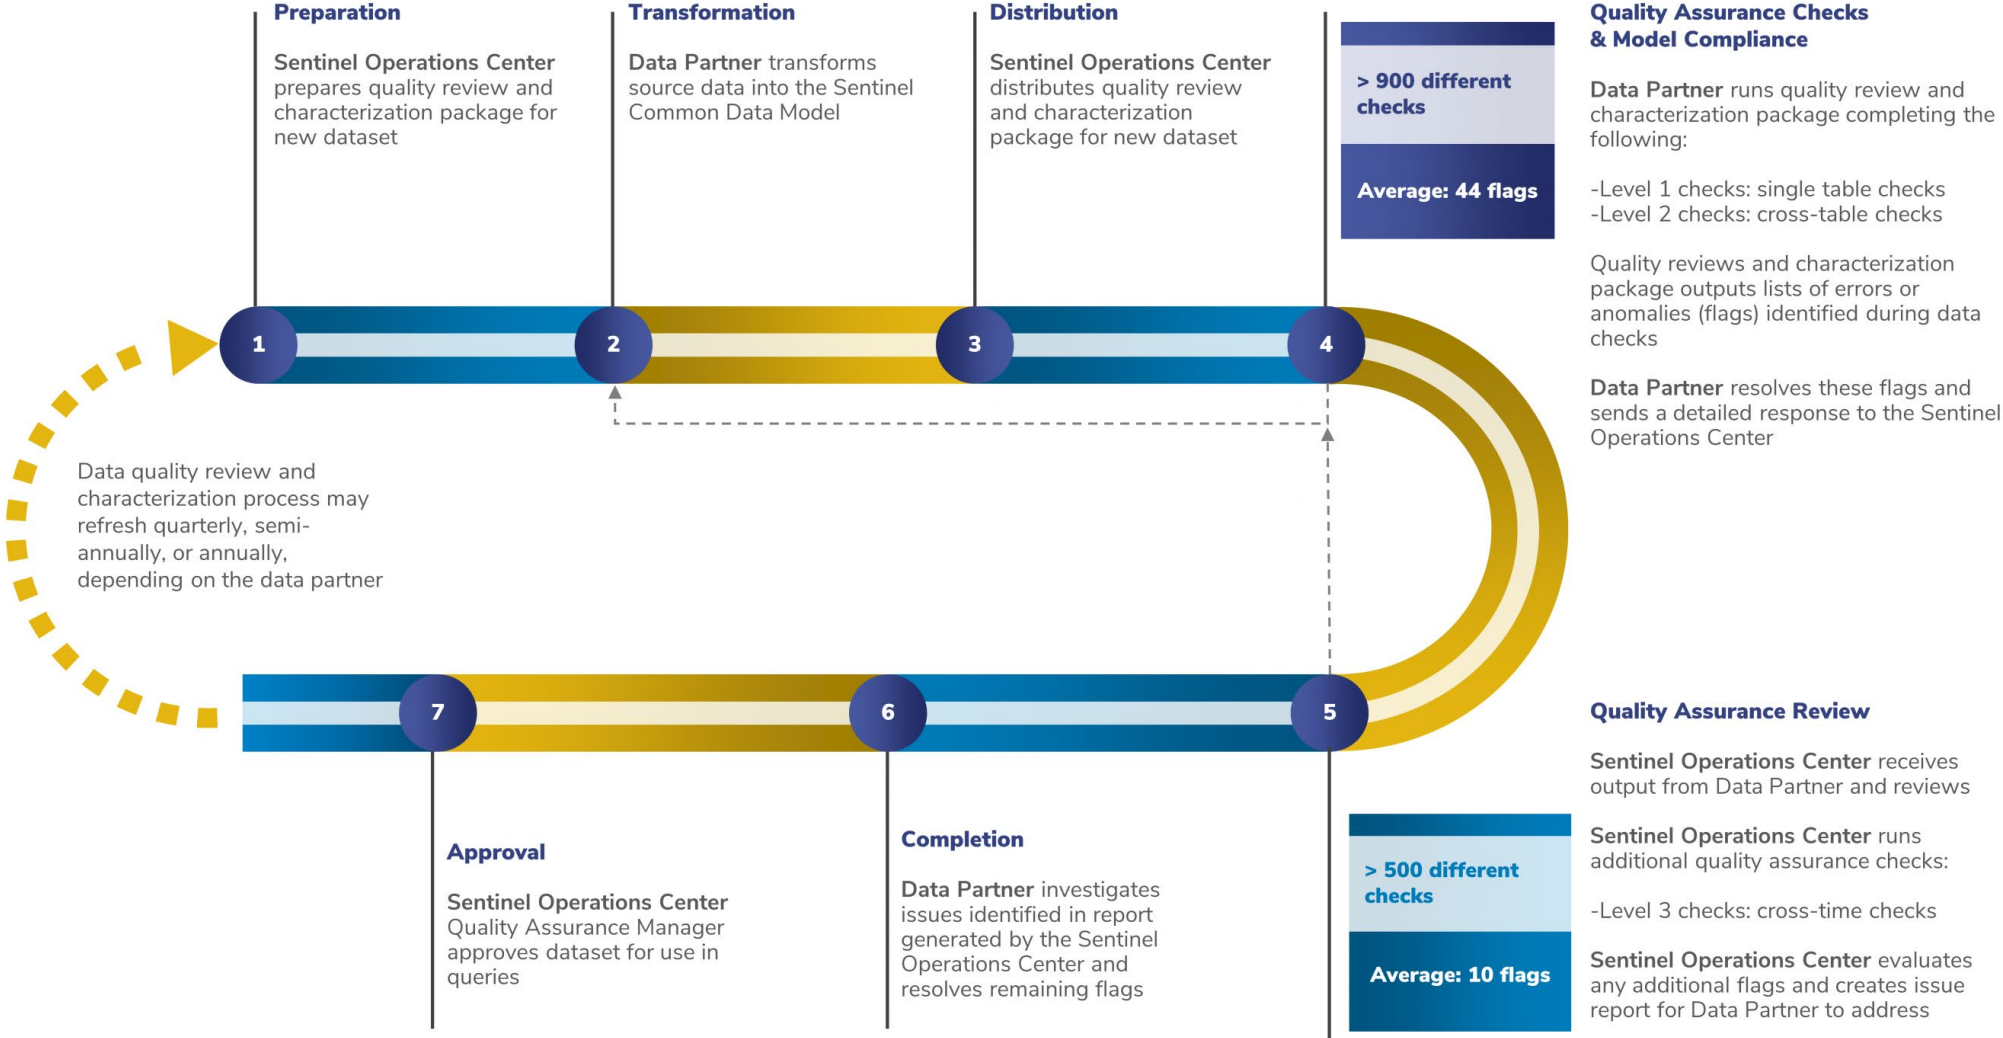 Preparation
Sentinel Operations Center
prepares quality review and
characterization package for
new dataset
Transformation
Data Partner transforms
source data into the Sentinel
Common Data Model
Distribution
Sentinel Operations Center
distributes quality review
and characterization
package for new dataset
> 900 different
checks
Average: 44 flags
Quality Assurance Checks
& Model Compliance
Data Partner runs quality review and
characterization package completing the
following:
-Level 1 checks: single table checks
-Level 2 checks: cross-table checks
Quality reviews and characterization
package outputs lists of errors or
anomalies (flags) identified during data
checks
Data Partner resolves these flags and
sends a detailed response to the Sentinel
Operations Center
1
2
3
4
Data quality review and
characterization process may
refresh quarterly, semi-
annually, or annually,
depending on the data partner
7
6
5
Approval
Sentinel Operations Center
Quality Assurance Manager
approves dataset for use in
queries
Completion
Data Partner investigates
issues identified in report
generated by the Sentinel
Operations Center and
resolves remaining flags
> 500 different
checks
Average: 10 flags
Quality Assurance Review
Sentinel Operations Center receives
output from Data Partner and reviews
Sentinel Operations Center runs
additional quality assurance checks:
-Level 3 checks: cross-time checks
Sentinel Operations Center evaluates
any additional flags and creates issue
report for Data Partner to address